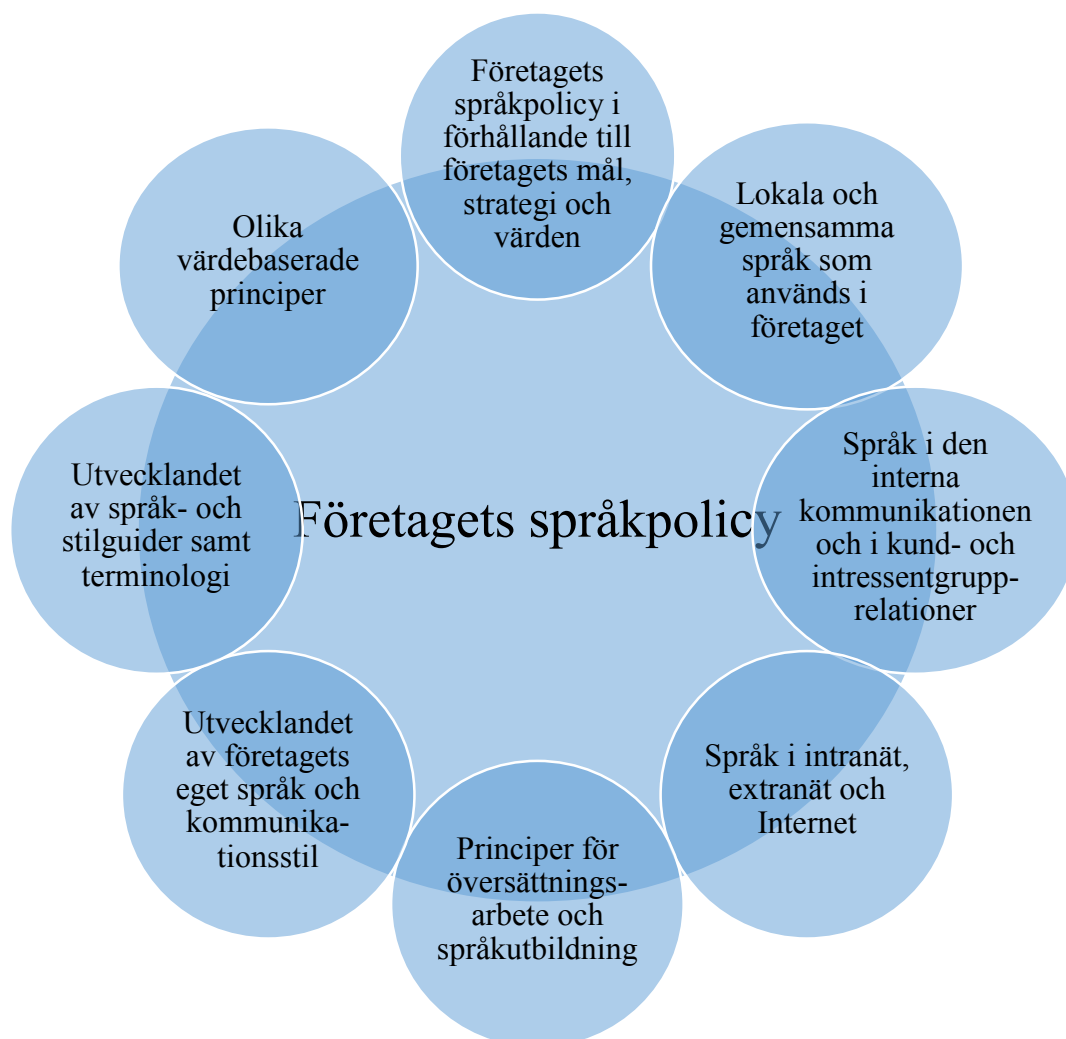 Företagets
språkpolicy i
förhållande till
företagets mål,
strategi och
värden
Lokala och
gemensamma
språk som
används i
företaget
Språk i den
interna
kommunikationen
och i kund- och
intressentgrupp-
relationer
Språk i intranät,
extranät och
Internet
Principer för
översättnings-
arbete och
språkutbildning
Utvecklandet
av företagets
eget språk och
kommunika-
tionsstil
Utvecklandet
av språk- och
stilguider samt
terminologi
Olika
värdebaserade
principer
Företagets språkpolicy